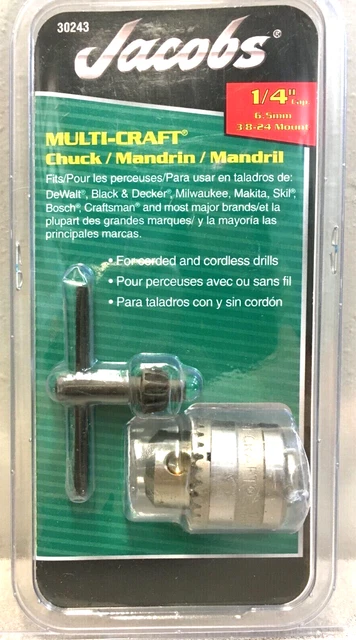 30243
Jacobs®
1/4" Cap.
6.5mm
3/8-24 Mount
MULTI-CRAFT®
Chuck / Mandrin / Mandril
Fits/Pour les perceuses/Para usar en taladros de:
DeWalt®, Black & Decker®, Milwaukee, Makita, Skil®,
Bosch®, Craftsman® and most major brands/et la
plupart des grandes marques/ y la mayoría las
principales marcas.
• For corded and cordless drills
• Pour perceuses avec ou sans fil
• Para taladros con y sin cordón